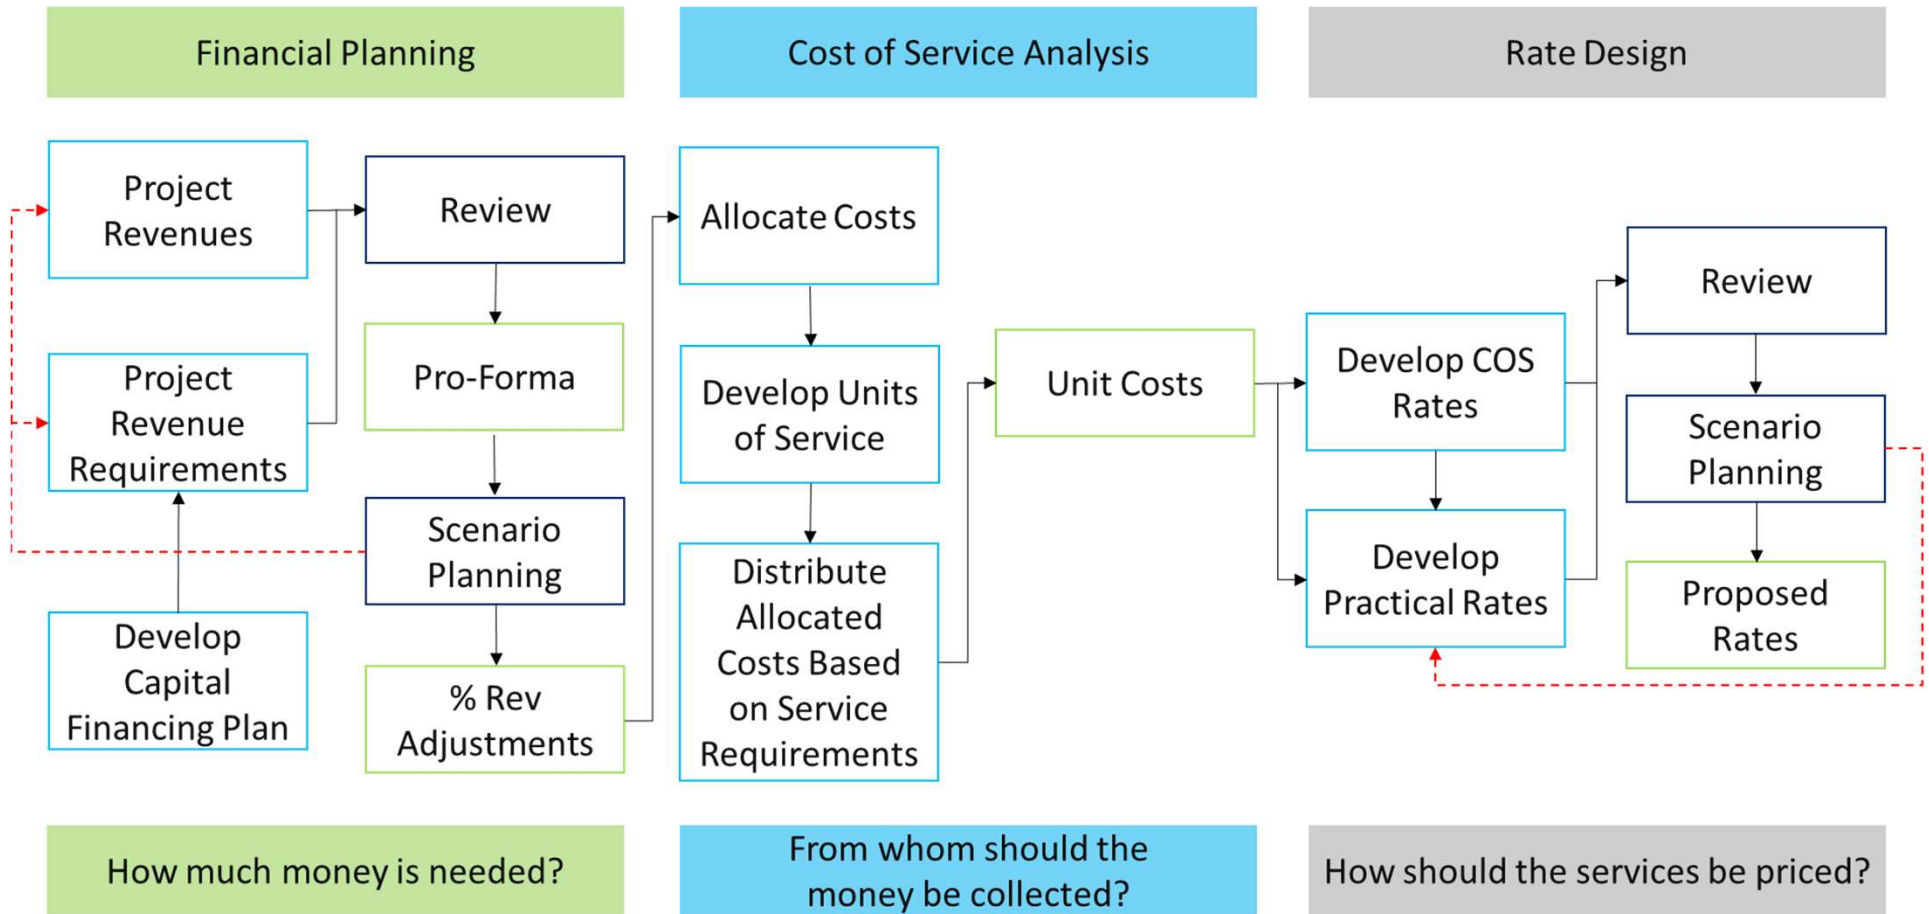 Financial Planning
Cost of Service Analysis
Rate Design
Project
Revenues
Review
Project
Revenue
Requirements
Pro-Forma
Develop
Capital
Financing Plan
Scenario
Planning
% Rev
Adjustments
Allocate Costs
Develop Units
of Service
Distribute
Allocated
Costs Based
on Service
Requirements
Unit Costs
Develop COS
Rates
Develop
Practical Rates
Review
Scenario
Planning
Proposed
Rates
How much money is needed?
From whom should the
money be collected?
How should the services be priced?